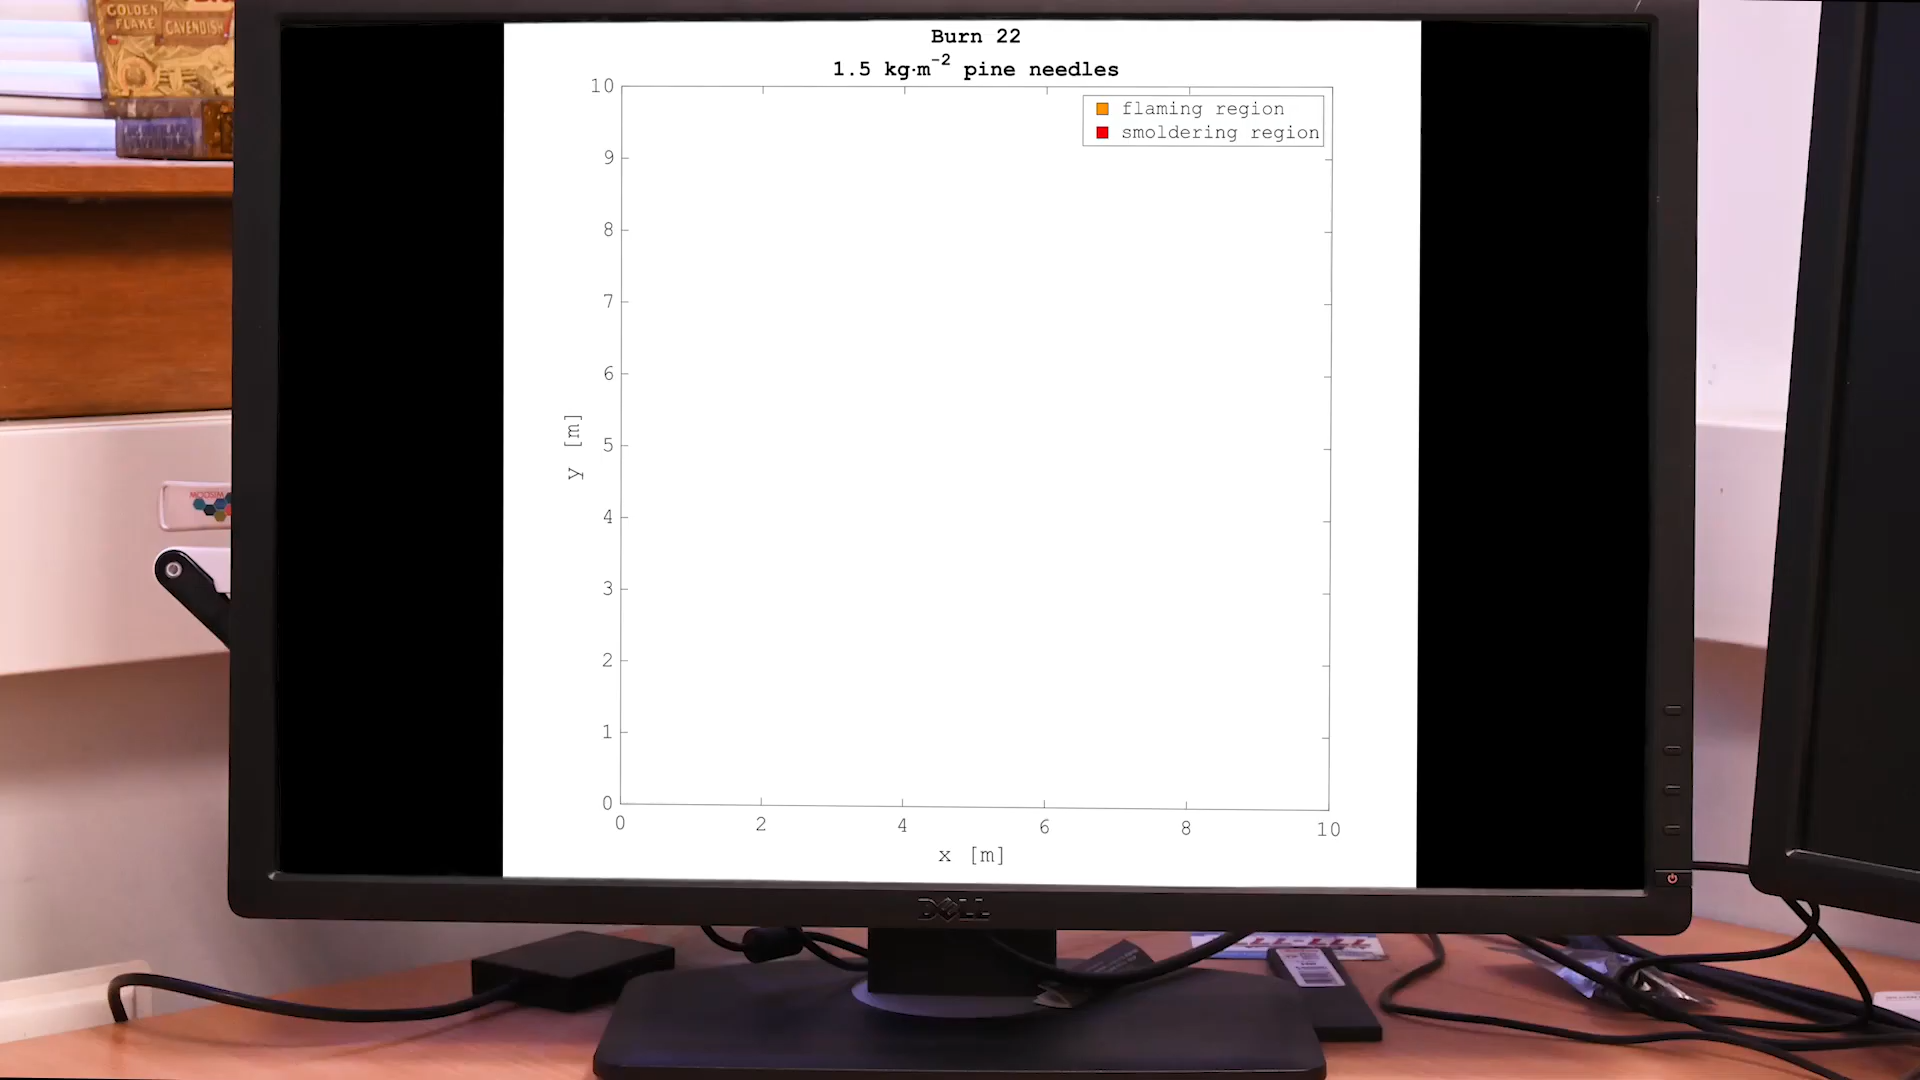 GOLDEN
FLAKE
CAVENDISH
Burn 22
1.5 kg·m⁻² pine needles
flaming region
smoldering region
10
9
8
7
6
5
4
3
2
1
0
y [m]
0 2 4 6 8 10
x [m]
DELL